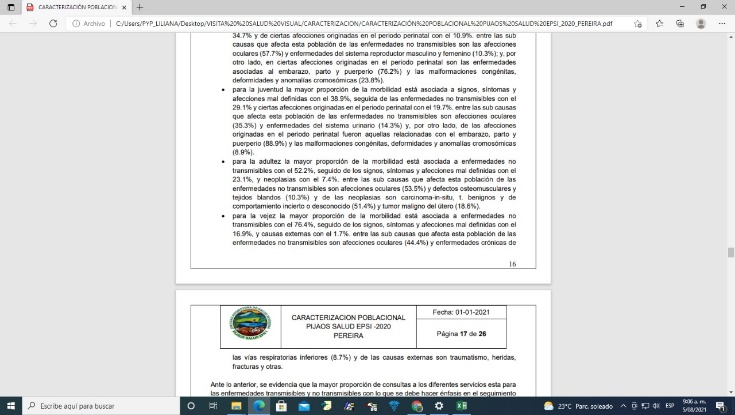 CARACTERIZACIÓN POBLACION
Archivo | C:/Users/PYP_LILIANA/Desktop/VISITA%20%20SALUD%20VISUAL/CARACTERIZACION/CARACTERIZACIÓN%20POBLACIONAL%20PIJAOS%20SALUD%20EPSI_2020_PEREIRA.pdf
34.7% y de ciertas afecciones originadas en el periodo perinatal con el 10.9%. entre las sub
causas que afecta esta población de las enfermedades no transmisibles son las afecciones
oculares (57.7%) y enfermedades del sistema reproductor masculino y femenino (10.3%); y, por
otro lado, en ciertas afecciones originadas en el periodo perinatal son las enfermedades
asociadas al embarazo, parto y puerperio (76.2%) y las malformaciones congénitas,
deformidades y anomalías cromosómicas (23.8%).
• para la juventud la mayor proporción de la morbilidad está asociada a signos, síntomas y
afecciones mal definidas con el 38.9%, seguida de las enfermedades no transmisibles con el
29.1% y ciertas afecciones originadas en el periodo perinatal con el 19.7%. entre las sub causas
que afecta esta población de las enfermedades no transmisibles son afecciones oculares
(35.3%) y enfermedades del sistema urinario (14.3%) y, por otro lado, de las afecciones
originadas en el periodo perinatal fueron aquellas relacionadas con el embarazo, parto y
puerperio (88.9%) y las malformaciones congénitas, deformidades y anomalías cromosómicas
(8.9%).
• para la adultez la mayor proporción de la morbilidad está asociada a enfermedades no
transmisibles con el 52.2%, seguido de los signos, síntomas y afecciones mal definidas con el
23.1%, y neoplasias con el 7.4%. entre las sub causas que afecta esta población de las
enfermedades no transmisibles son afecciones oculares (53.5%) y defectos osteomusculares y
tejidos blandos (10.3%) y de las neoplasias son carcinoma-in-situ, t. benignos y de
comportamiento incierto o desconocido (51.4%) y tumor maligno del útero (18.6%).
• para la vejez la mayor proporción de la morbilidad está asociada a enfermedades no
transmisibles con el 76.4%, seguido de los signos, síntomas y afecciones mal definidas con el
16.9%, y causas externas con el 1.7%. entre las sub causas que afecta esta población de las
enfermedades no transmisibles son afecciones oculares (44.4%) y enfermedades crónicas de
16
CARACTERIZACION POBLACIONAL
PIJAOS SALUD EPSI -2020
PEREIRA
Fecha: 01-01-2021
Página 17 de 26
las vías respiratorias inferiores (8.7%) y de las causas externas son traumatismo, heridas,
fracturas y otras.
Ante lo anterior, se evidencia que la mayor proporción de consultas a los diferentes servicios esta para
las enfermedades transmisibles y no transmisibles con lo que se debe hacer énfasis en el seguimiento
Escribe aquí para buscar
23°C Parc. soleado
ESP
9:06 a. m.
5/08/2021